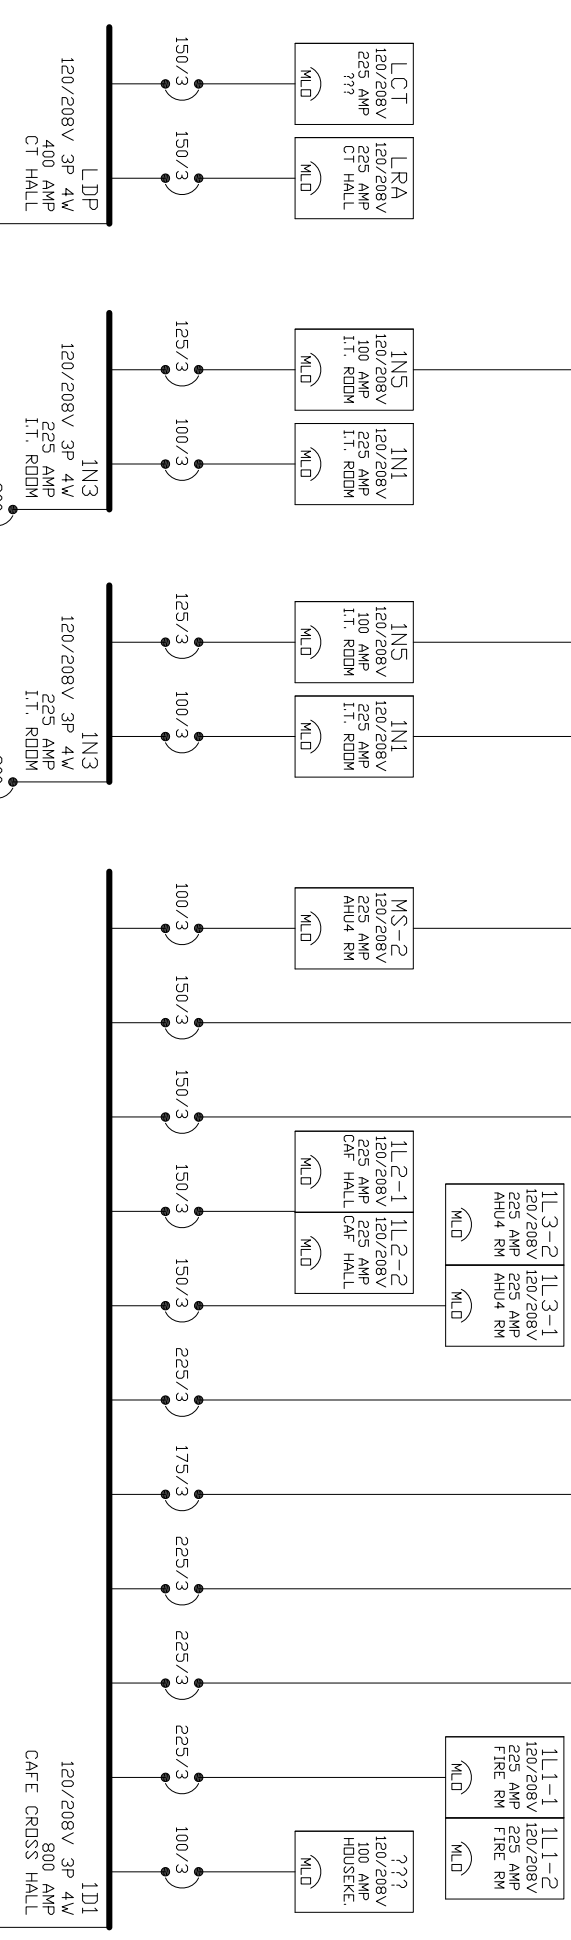 LCT
120/208V
225 AMP
???
MLO
150/3
LRA
120/208V
225 AMP
CT HALL
MLO
150/3
LDP
120/208V 3P 4W
400 AMP
CT HALL
1N5
120/208V
100 AMP
I.T. ROOM
MLO
125/3
1N1
120/208V
225 AMP
I.T. ROOM
MLO
100/3
1N3
120/208V 3P 4W
225 AMP
I.T. ROOM
1N5
120/208V
100 AMP
I.T. ROOM
MLO
125/3
1N1
120/208V
225 AMP
I.T. ROOM
MLO
100/3
1N3
120/208V 3P 4W
225 AMP
I.T. ROOM
MS-2
120/208V
225 AMP
AHU4 RM
MLO
100/3
150/3
150/3
1L2-1
120/208V
225 AMP
CAF HALL
MLO
150/3
1L2-2
120/208V
225 AMP
CAF HALL
MLO
1L3-2
120/208V
225 AMP
AHU4 RM
MLO
1L3-1
120/208V
225 AMP
AHU4 RM
MLO
150/3
225/3
175/3
225/3
225/3
1L1-1
120/208V
225 AMP
FIRE RM
MLO
225/3
1L1-2
120/208V
225 AMP
FIRE RM
MLO
???
120/208V
100 AMP
HOUSEKE.
MLO
100/3
1D1
120/208V 3P 4W
800 AMP
CAFE CROSS HALL